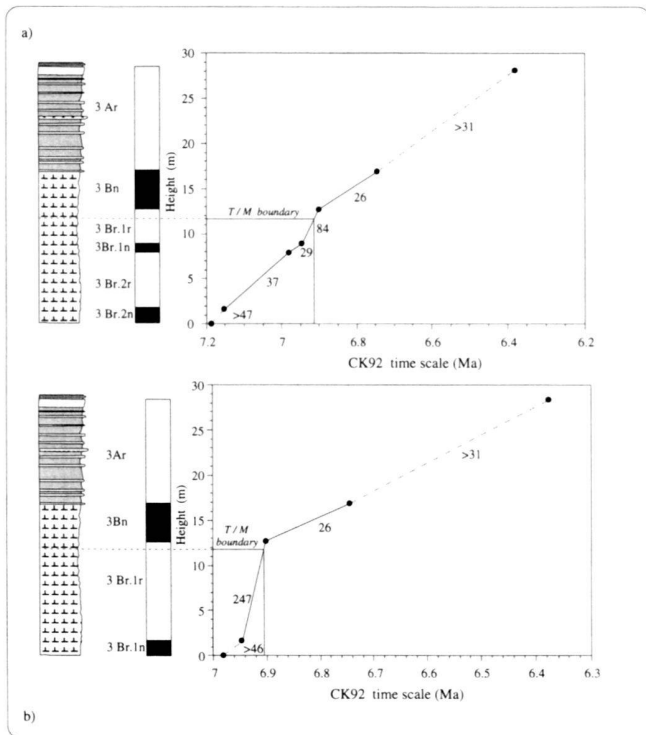 a)
3 Ar
3 Bn
3 Br.1r
3Br.1n
3 Br.2r
3 Br.2n
Height (m)
30
25
20
15
10
5
0
T / M boundary
>31
26
84
29
37
>47
7.2
7
6.8
6.6
6.4
6.2
CK92 time scale (Ma)
3Ar
3Bn
3 Br.1r
3 Br.1n
Height (m)
30
25
20
15
10
5
0
T / M
boundary
>31
26
247
>46
7
6.9
6.8
6.7
6.6
6.5
6.4
6.3
CK92 time scale (Ma)
b)